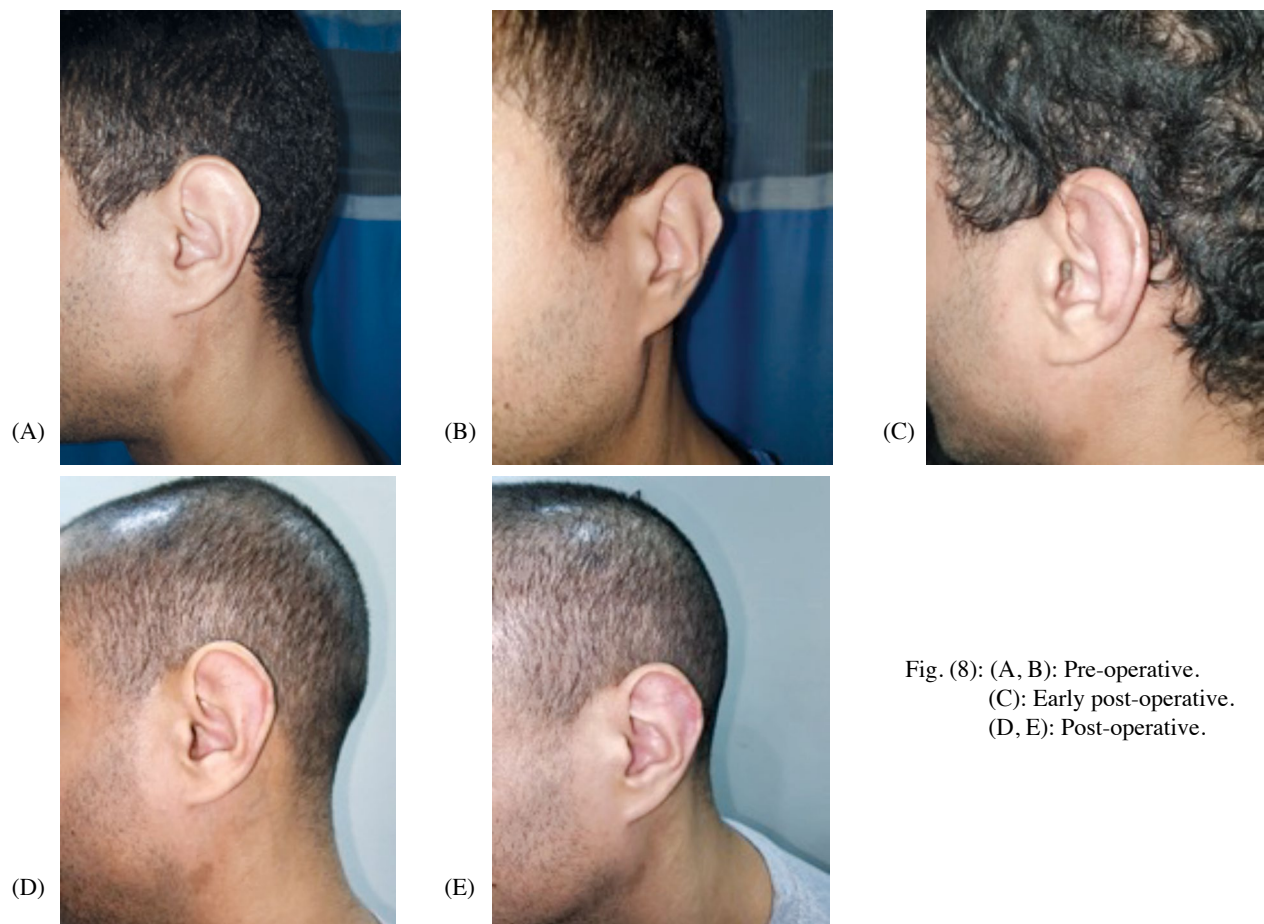 (A)
(B)
(C)
(D)
(E)
Fig. (8): (A, B): Pre-operative.
(C): Early post-operative.
(D, E): Post-operative.